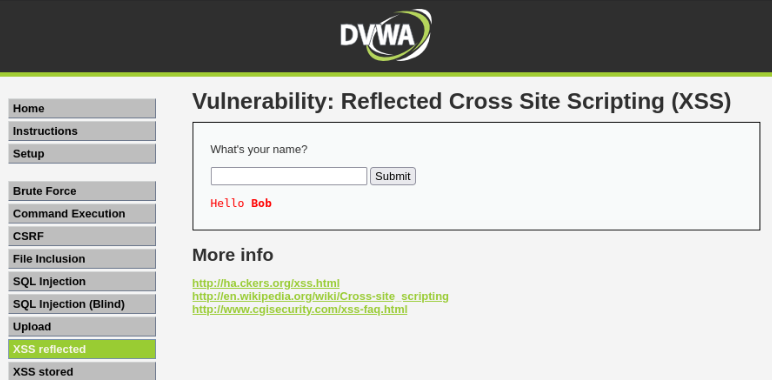 DVWA
Home
Instructions
Setup
Brute Force
Command Execution
CSRF
File Inclusion
SQL Injection
SQL Injection (Blind)
Upload
XSS reflected
XSS stored
Vulnerability: Reflected Cross Site Scripting (XSS)
What's your name?
Submit
Hello Bob
More info
http://ha.ckers.org/xss.html
http://en.wikipedia.org/wiki/Cross-site_scripting
http://www.cgisecurity.com/xss-faq.html